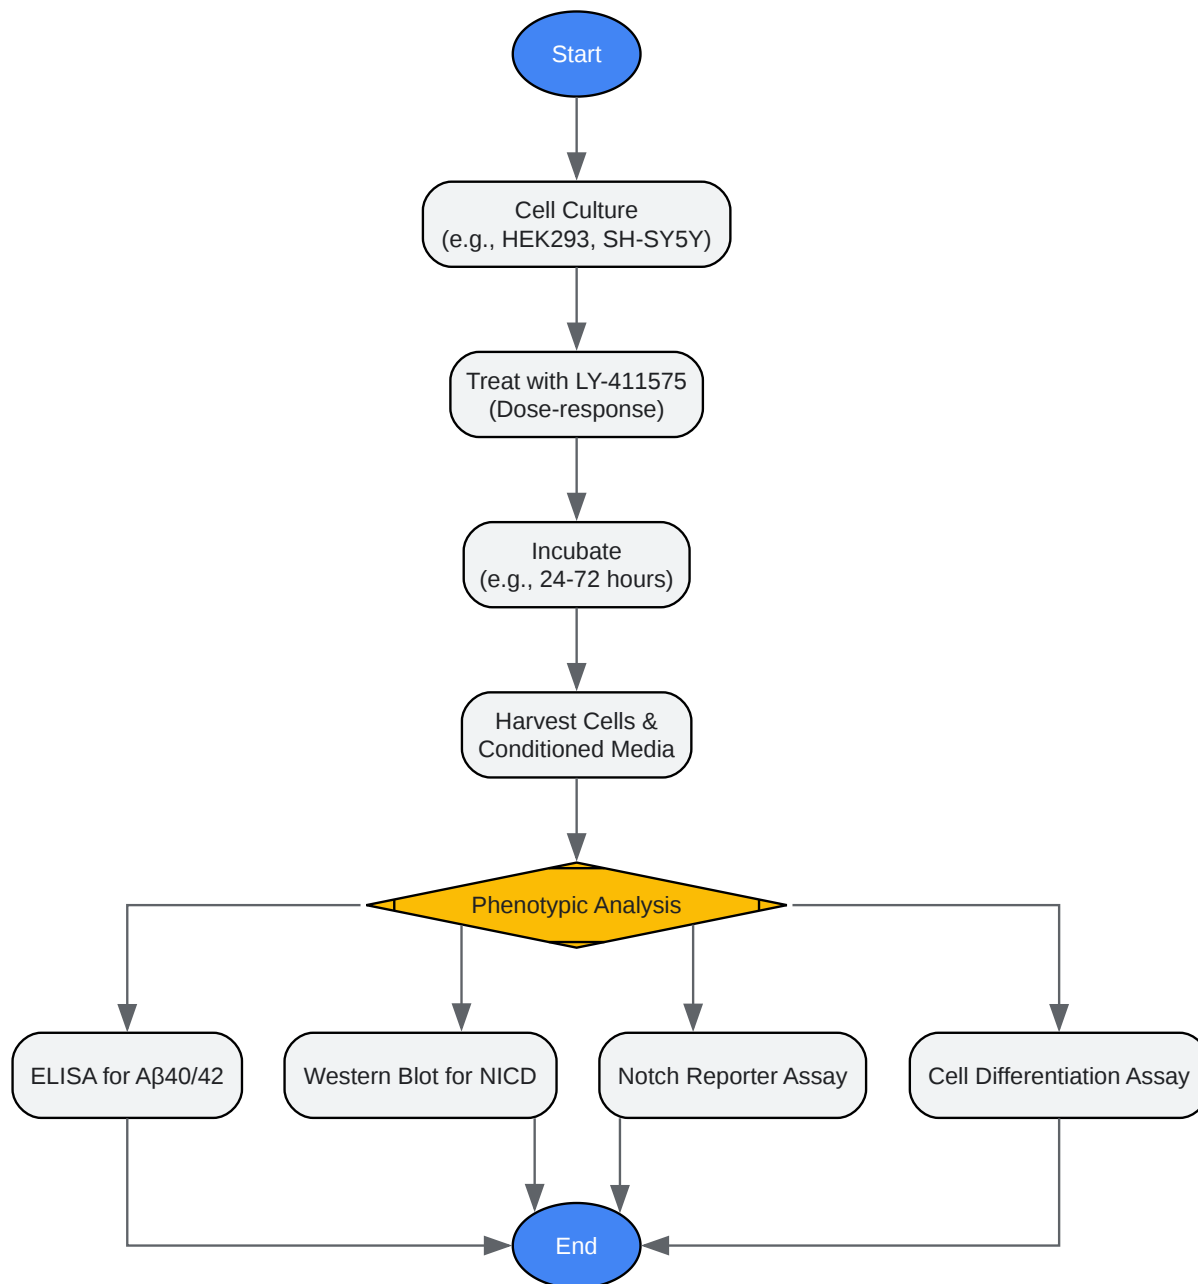 Start
Cell Culture
(e.g., HEK293, SH-SY5Y)
Treat with LY-411575
(Dose-response)
Incubate
(e.g., 24-72 hours)
Harvest Cells &
Conditioned Media
Phenotypic Analysis
ELISA for Aβ40/42
Western Blot for NICD
Notch Reporter Assay
Cell Differentiation Assay
End